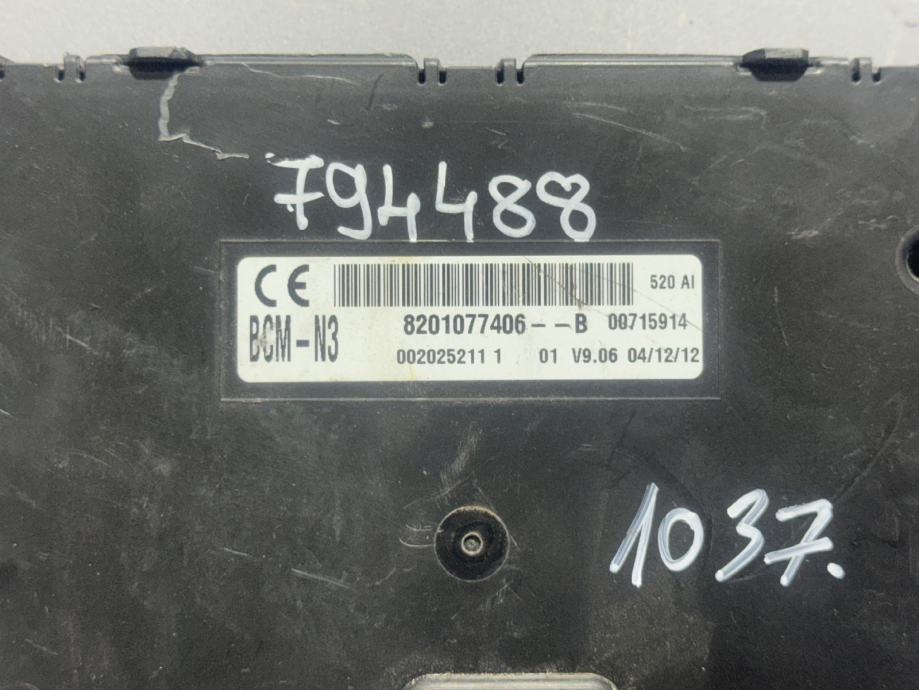 794488
CE 520 AI
BCM-N3 8201077406--B 00715914
002025211 1 01 V9.06 04/12/12
1037.